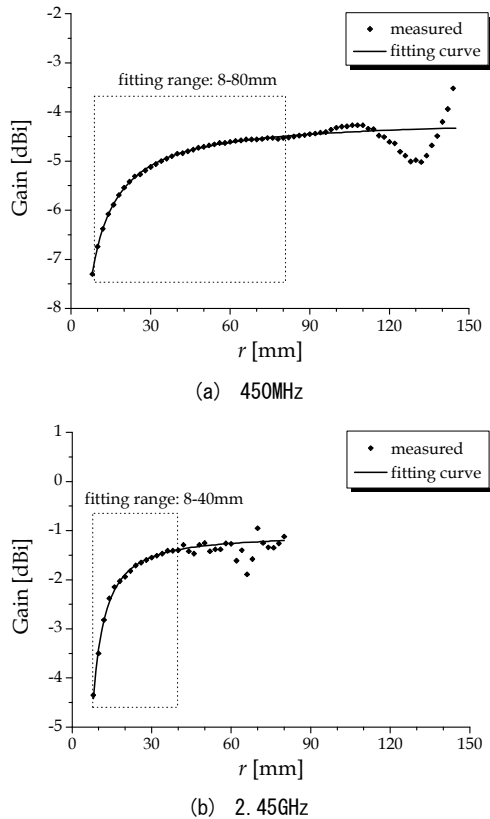 -2
-3
-4
-5
-6
-7
-8
Gain [dBi]
measured
fitting curve
fitting range: 8-80mm
0 30 60 90 120 150
r [mm]
(a) 450MHz
1
0
-1
-2
-3
-4
-5
Gain [dBi]
measured
fitting curve
fitting range: 8-40mm
0 30 60 90 120 150
r [mm]
(b) 2.45GHz